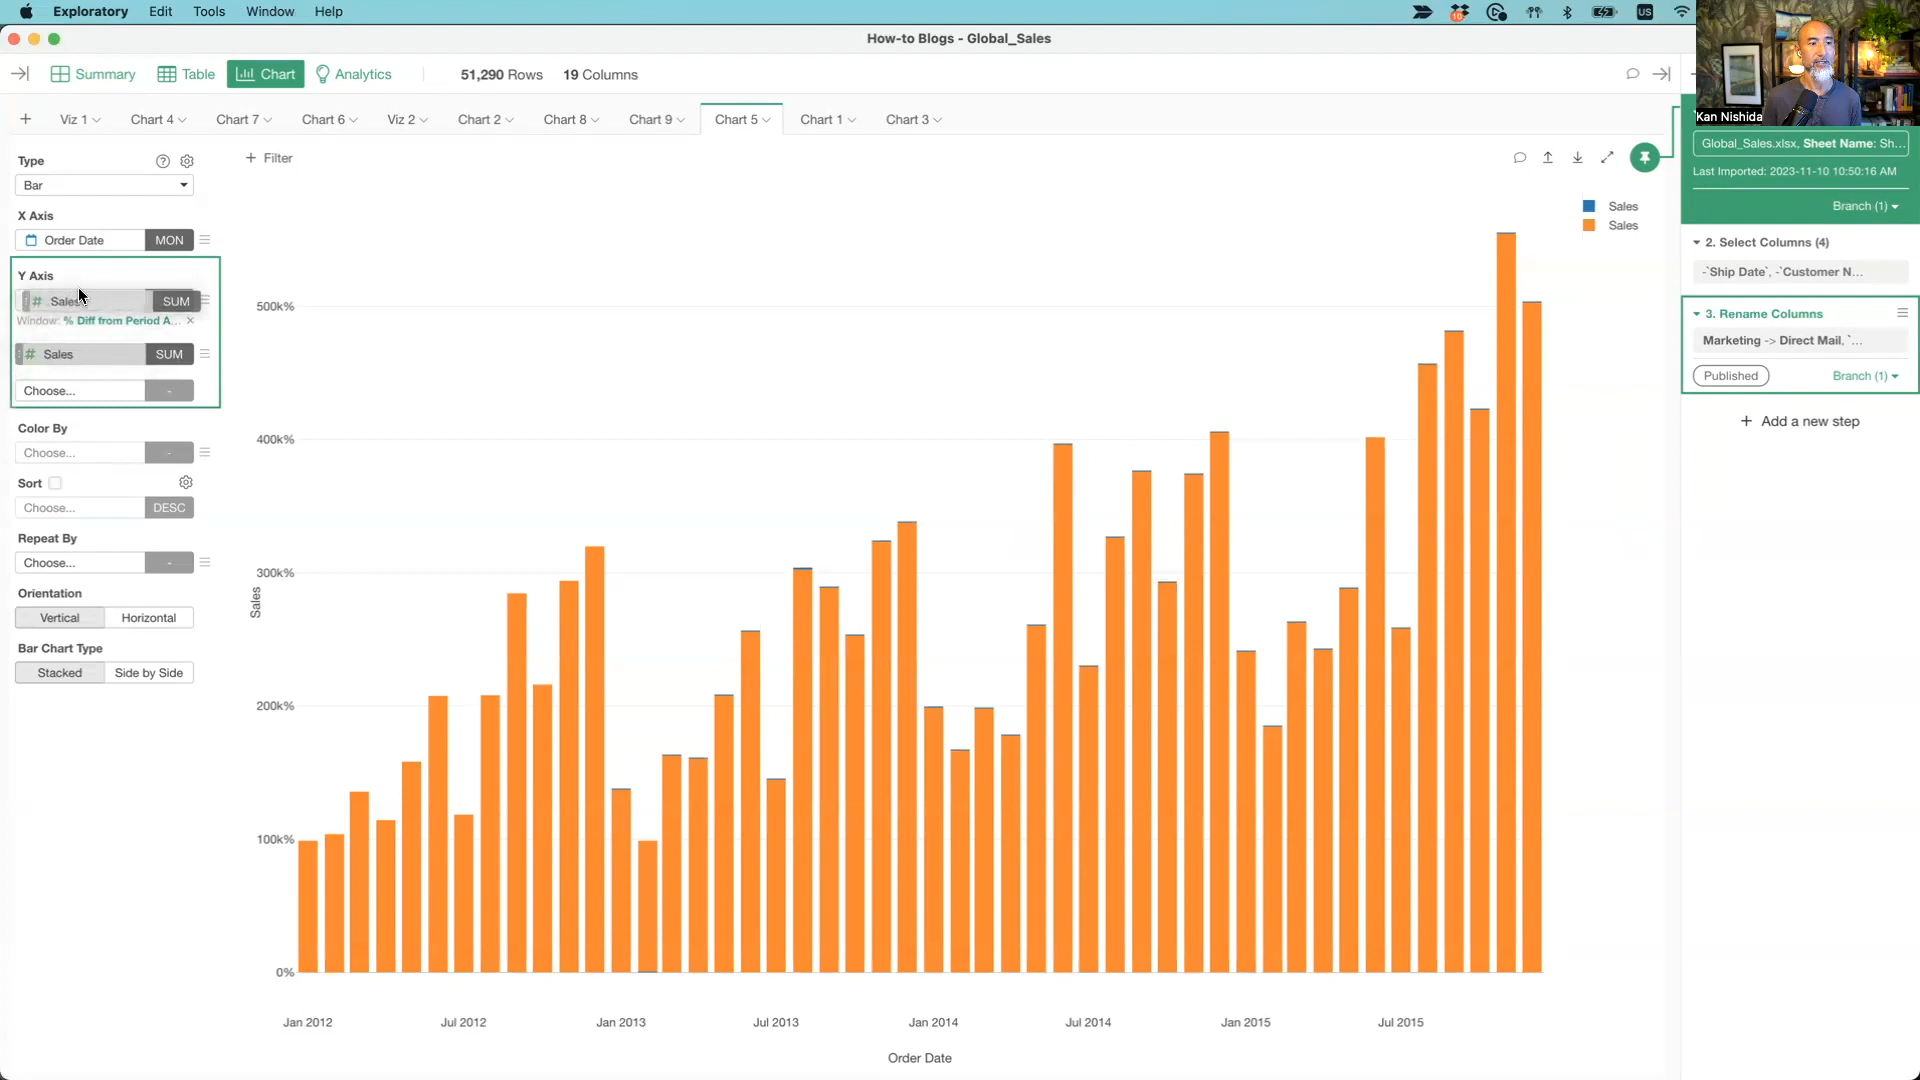 Exploratory Edit Tools Window Help
10
US
How-to Blogs - Global_Sales
Summary Table Chart Analytics 51,290 Rows 19 Columns
Viz 1 Chart 4 Chart 7 Chart 6 Viz 2 Chart 2 Chart 8 Chart 9 Chart 5 Chart 1 Chart 3
Kan Nishida
Type
Bar
X Axis
Order Date MON
Y Axis
# Sales SUM
Window: % Diff from Period A...
# Sales SUM
Choose... -
Color By
Choose... -
Sort
Choose... DESC
Repeat By
Choose... -
Orientation
Vertical Horizontal
Bar Chart Type
Stacked Side by Side
+ Filter
Sales
Sales
500k%
400k%
300k%
200k%
100k%
0%
Sales
Jan 2012 Jul 2012 Jan 2013 Jul 2013 Jan 2014 Jul 2014 Jan 2015 Jul 2015
Order Date
Global_Sales.xlsx, Sheet Name: Sh...
Last Imported: 2023-11-10 10:50:16 AM
Branch (1)
2. Select Columns (4)
-`Ship Date`, -`Customer N...
3. Rename Columns
Marketing -> Direct Mail, `...
Published Branch (1)
+ Add a new step